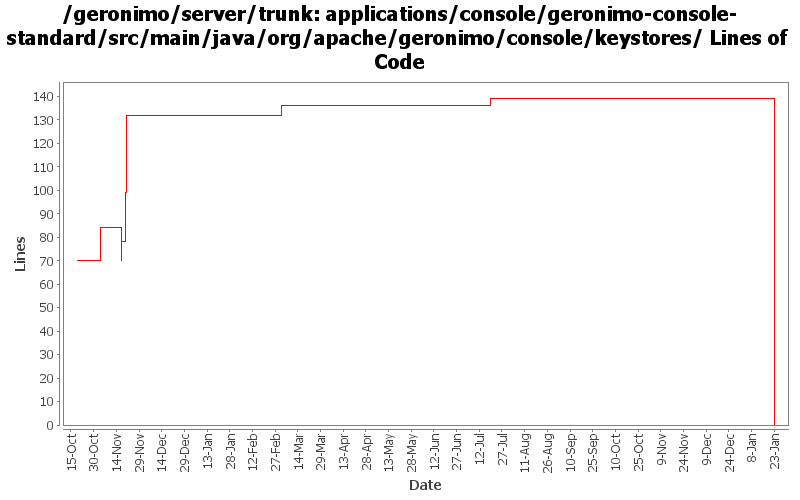 /geronimo/server/trunk: applications/console/geronimo-console-
standard/src/main/java/org/apache/geronimo/console/keystores/ Lines of
Code
Lines
140
130
120
110
100
90
80
70
60
50
40
30
20
10
0
15-Oct
30-Oct
14-Nov
29-Nov
14-Dec
29-Dec
13-Jan
28-Jan
12-Feb
27-Feb
14-Mar
29-Mar
13-Apr
28-Apr
13-May
28-May
12-Jun
27-Jun
12-Jul
27-Jul
11-Aug
26-Aug
10-Sep
25-Sep
10-Oct
25-Oct
9-Nov
24-Nov
9-Dec
24-Dec
8-Jan
23-Jan
Date